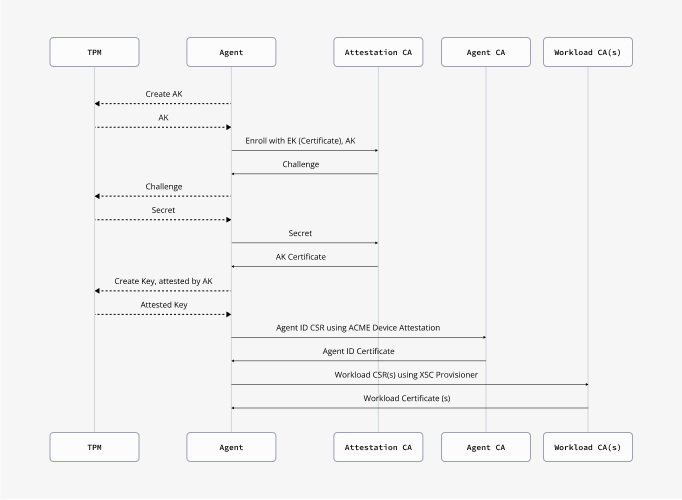 TPM
Agent
Attestation CA
Agent CA
Workload CA(s)
Create AK
AK
Enroll with EK (Certificate), AK
Challenge
Challenge
Secret
Secret
AK Certificate
Create Key, attested by AK
Attested Key
Agent ID CSR using ACME Device Attestation
Agent ID Certificate
Workload CSR(s) using XSC Provisioner
Workload Certificate (s)
TPM
Agent
Attestation CA
Agent CA
Workload CA(s)